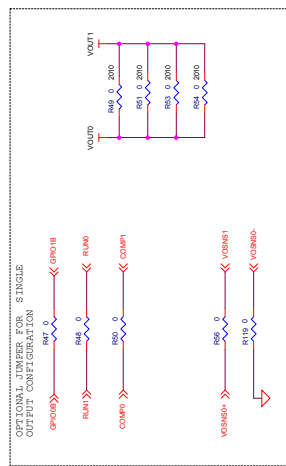 OPTIONAL JUMPER FOR SINGLE
OUTPUT CONFIGURATION
GPIO0B
R47 0
GPIO1B
RUN1
R48 0
RUN0
COMP0
R50 0
COMP1
VOSNS0+
R56 0
VOSNS1
R119 0
VOSNS0-
VOUT0
VOUT1
R49 0 2010
R51 0 2010
R53 0 2010
R54 0 2010